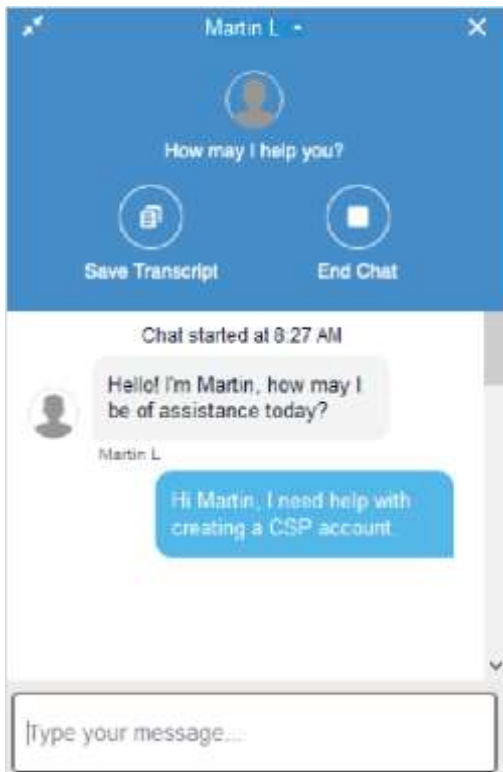 Martin L
How may I help you?
Save Transcript End Chat
Chat started at 8:27 AM
Hello! I'm Martin, how may I
be of assistance today?
Martin L
Hi Martin, I need help with
creating a CSP account.
Type your message...